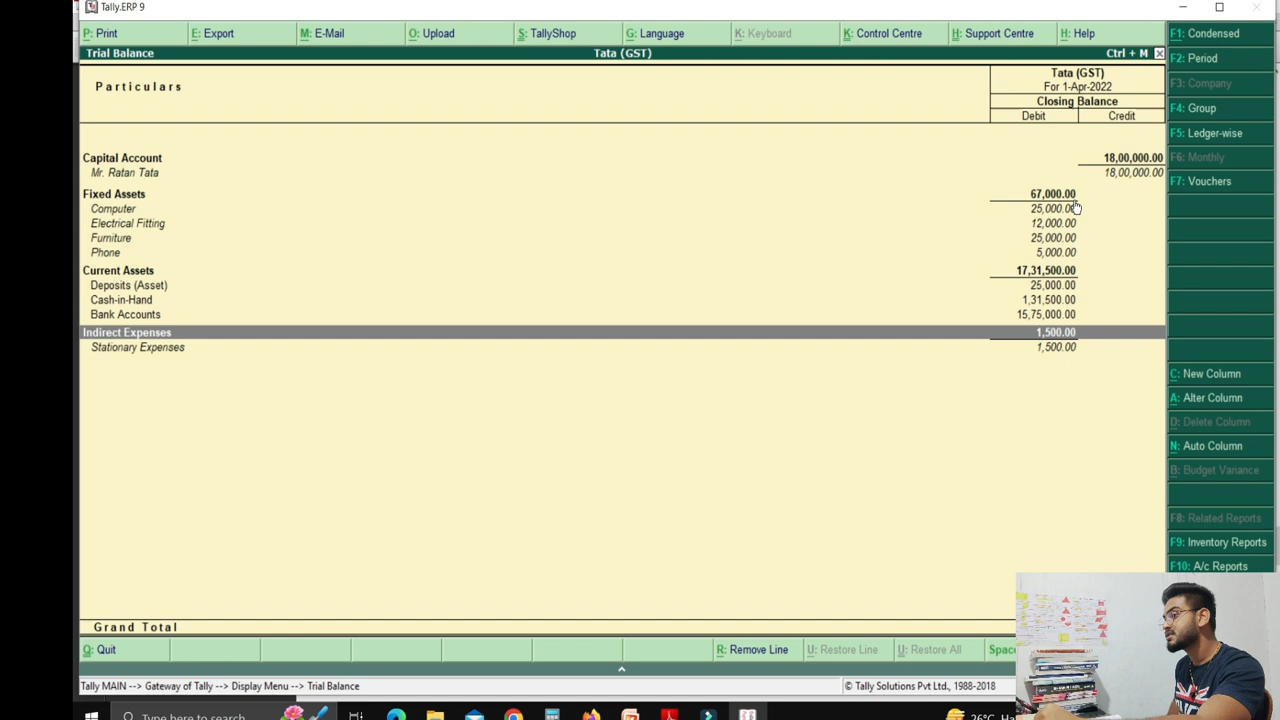 Tally.ERP 9
P: Print E: Export M: E-Mail O: Upload S: TallyShop G: Language K: Keyboard K: Control Centre H: Support Centre H: Help
Trial Balance Tata (GST) Ctrl + M
Particulars
Tata (GST)
For 1-Apr-2022
Closing Balance
Debit Credit
Capital Account 18,00,000.00
Mr. Ratan Tata 18,00,000.00
Fixed Assets 67,000.00
Computer 25,000.00
Electrical Fitting 12,000.00
Furniture 25,000.00
Phone 5,000.00
Current Assets 17,31,500.00
Deposits (Asset) 25,000.00
Cash-in-Hand 1,31,500.00
Bank Accounts 15,75,000.00
Indirect Expenses 1,500.00
Stationary Expenses 1,500.00
Grand Total
F1: Condensed
F2: Period
F3: Company
F4: Group
F5: Ledger-wise
F6: Monthly
F7: Vouchers
C: New Column
A: Alter Column
D: Delete Column
N: Auto Column
B: Budget Variance
F8: Related Reports
F9: Inventory Reports
F10: A/c Reports
Q: Quit R: Remove Line U: Restore Line U: Restore All Space
Tally MAIN --> Gateway of Tally --> Display Menu --> Trial Balance © Tally Solutions Pvt Ltd., 1988-2018
Type here to search 26°C